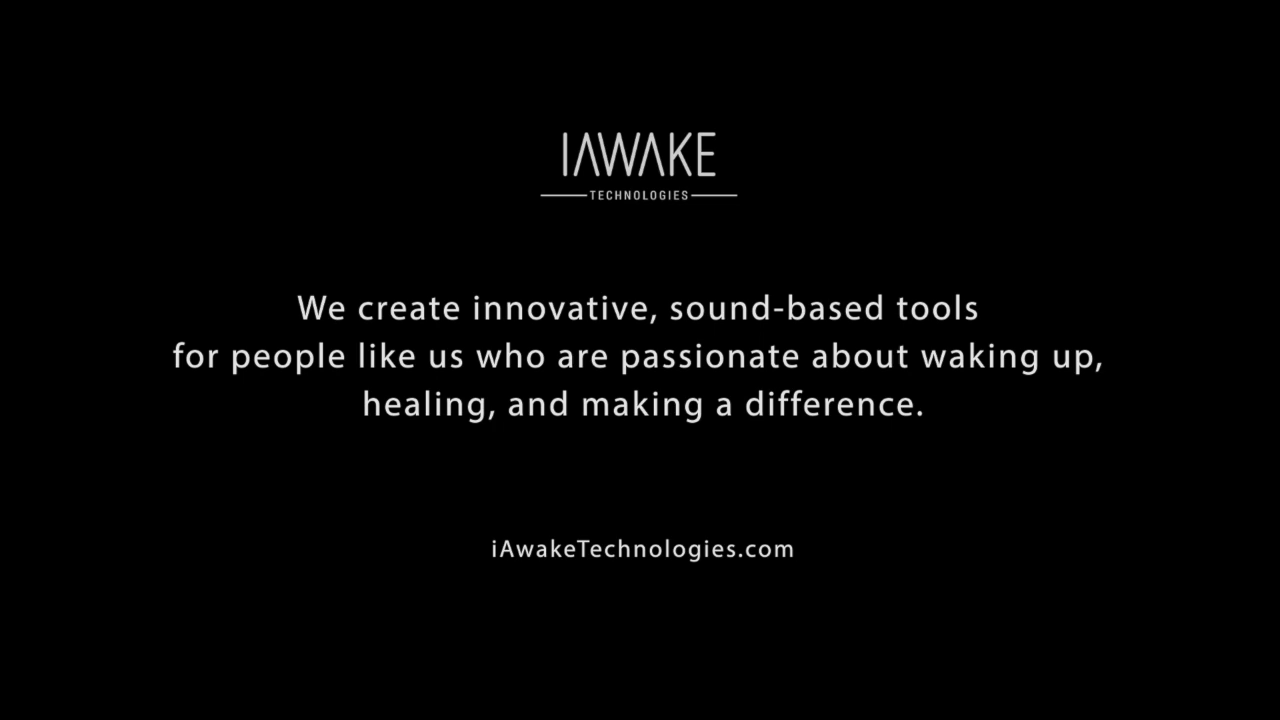 IAWAKE
TECHNOLOGIES
We create innovative, sound-based tools
for people like us who are passionate about waking up,
healing, and making a difference.
iAwakeTechnologies.com